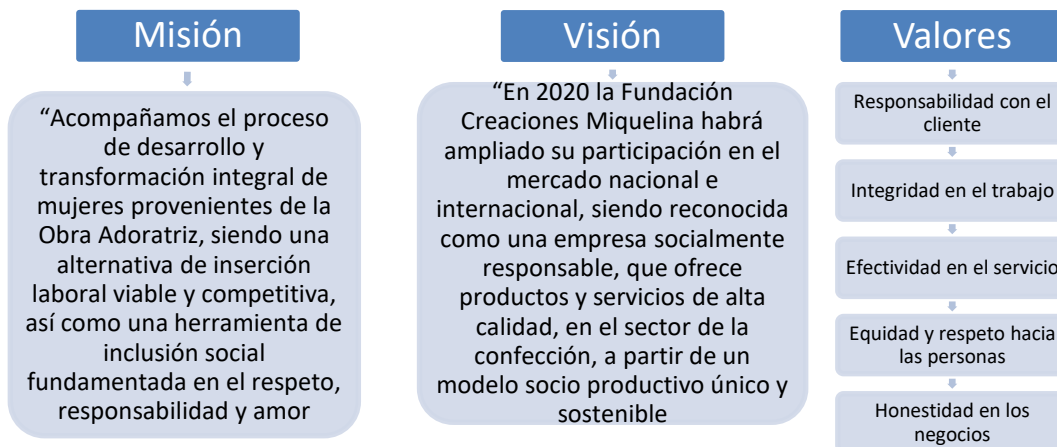 Misión
“Acompañamos el proceso
de desarrollo y
transformación integral de
mujeres provenientes de la
Obra Adoratriz, siendo una
alternativa de inserción
laboral viable y competitiva,
así como una herramienta de
inclusión social
fundamentada en el respeto,
responsabilidad y amor
Visión
“En 2020 la Fundación
Creaciones Miquelina habrá
ampliado su participación en el
mercado nacional e
internacional, siendo reconocida
como una empresa socialmente
responsable, que ofrece
productos y servicios de alta
calidad, en el sector de la
confección, a partir de un
modelo socio productivo único y
sostenible
Valores
Responsabilidad con el
cliente
Integridad en el trabajo
Efectividad en el servicio
Equidad y respeto hacia
las personas
Honestidad en los
negocios